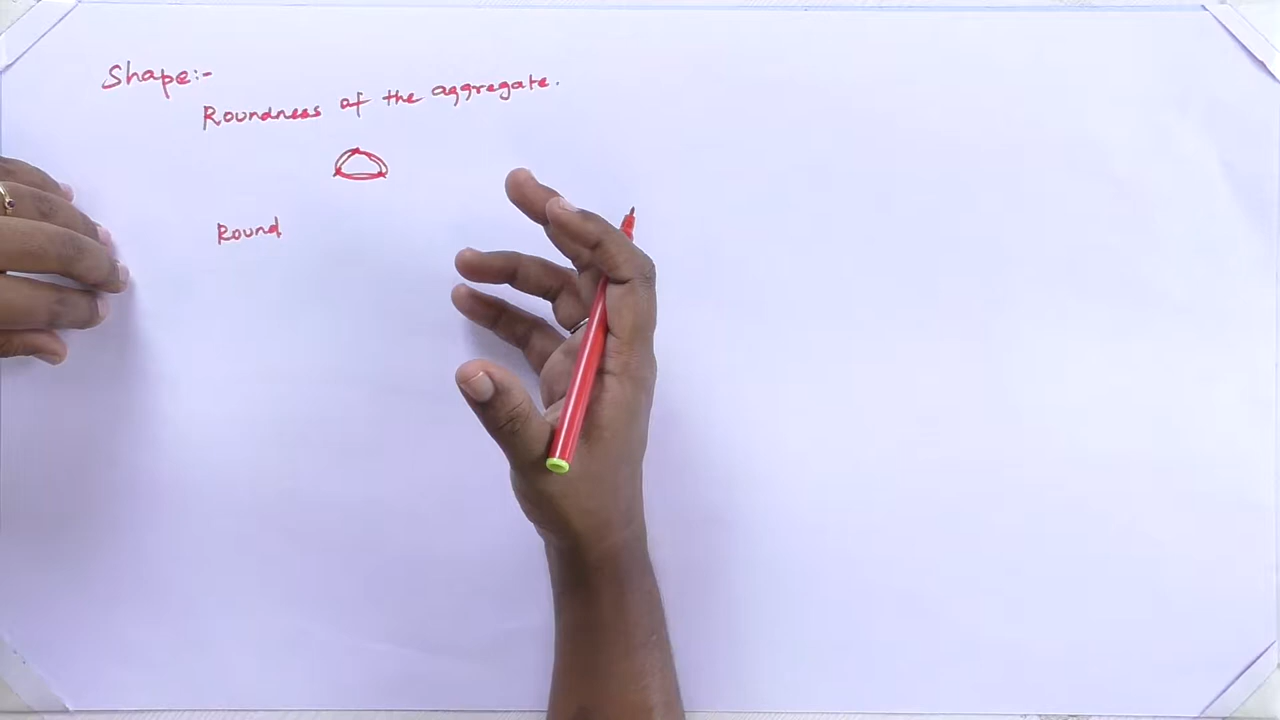 Shape:-
Roundness of the aggregate.
Round